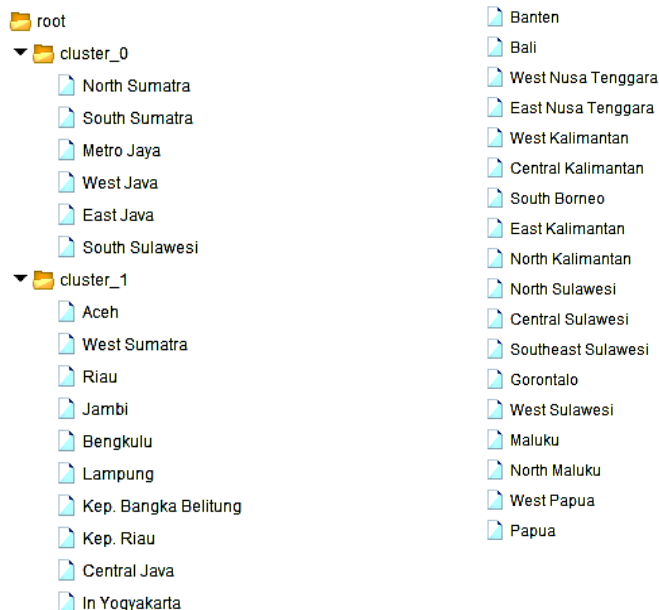 root
cluster_0
North Sumatra
South Sumatra
Metro Jaya
West Java
East Java
South Sulawesi
cluster_1
Aceh
West Sumatra
Riau
Jambi
Bengkulu
Lampung
Kep. Bangka Belitung
Kep. Riau
Central Java
In Yogyakarta
Banten
Bali
West Nusa Tenggara
East Nusa Tenggara
West Kalimantan
Central Kalimantan
South Borneo
East Kalimantan
North Kalimantan
North Sulawesi
Central Sulawesi
Southeast Sulawesi
Gorontalo
West Sulawesi
Maluku
North Maluku
West Papua
Papua